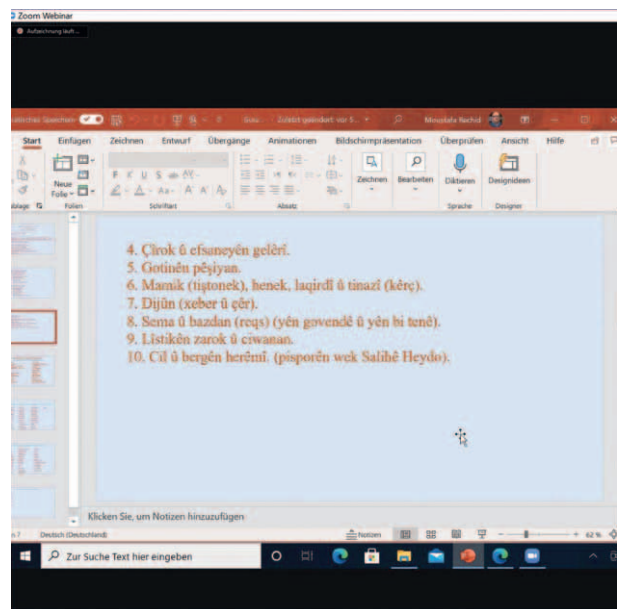 Zoom Webinar
Aufzeichnung läuft...
Mustafa Rechid
Start Einfügen Zeichnen Entwurf Übergänge Animationen Bildschirmpräsentation Überprüfen Ansicht Hilfe
Neue Folie
Zeichnen Bearbeiten Diktieren Designideen
Folien Schriftart Absatz Sprache Designer
4. Çîrok û efsaneyên gelêrî.
5. Gotinên pêşiyan.
6. Mamik (tiştonek), henek, laqirdî û tinazî (kêrç).
7. Dijûn (xeber û çêr).
8. Sema û bazdan (reqs) (yên govendê û yên bi tenê).
9. Lîstikên zarok û ciwanan.
10. Cil û bergên herêmî. (pisporên wek Salihê Heydo).
Klicken Sie, um Notizen hinzuzufügen
Deutsch (Deutschland) Notizen 62 %
Zur Suche Text hier eingeben